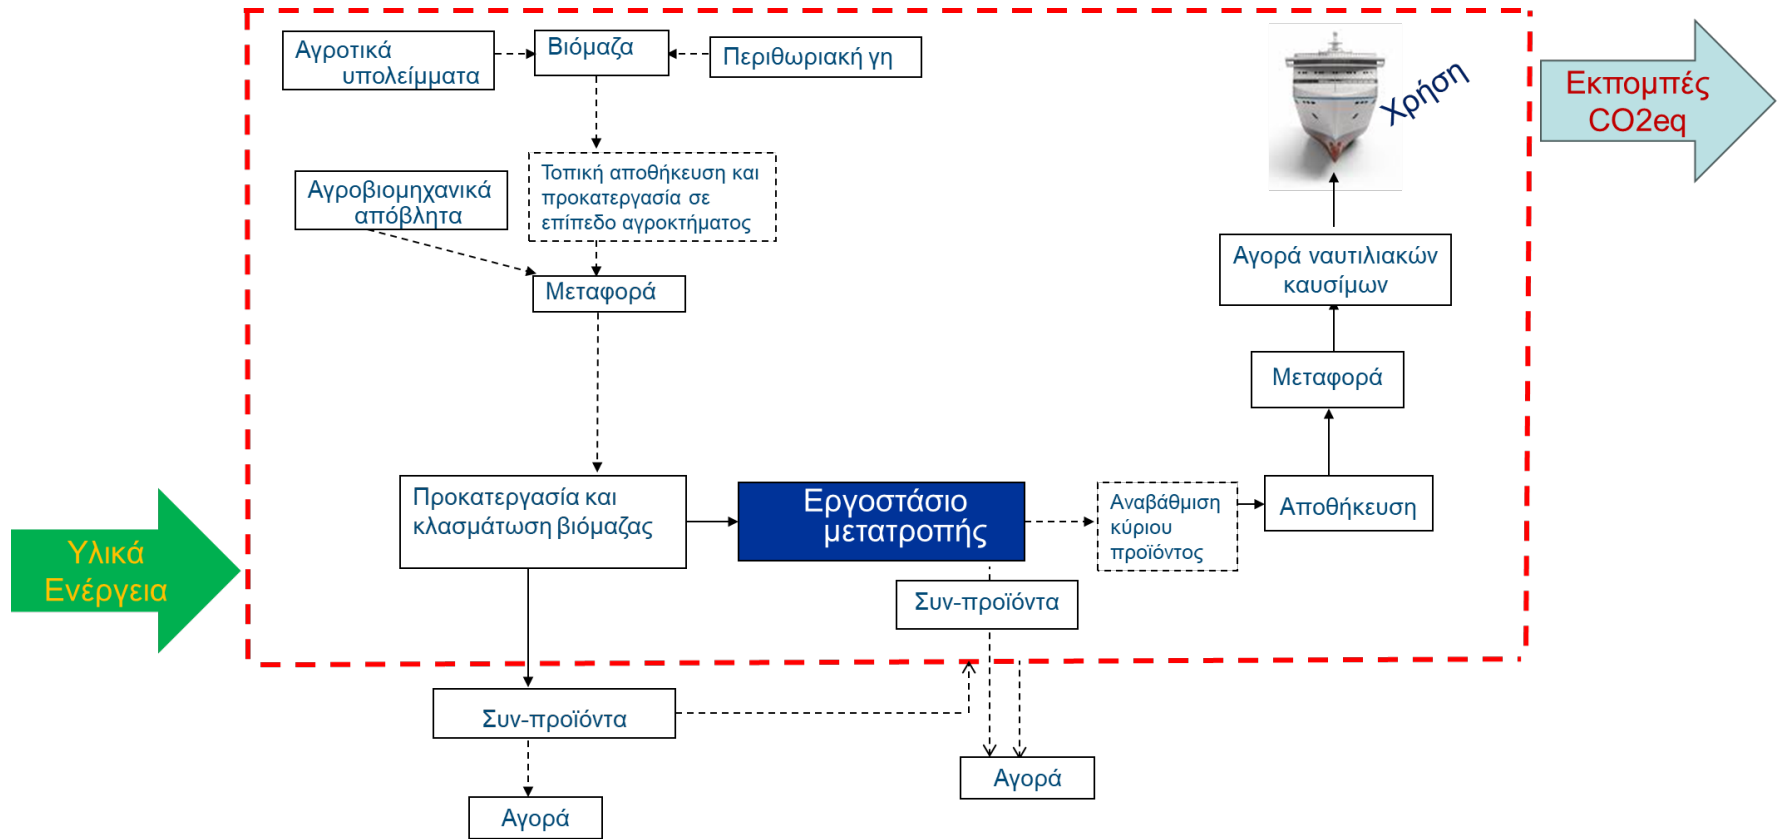 Αγροτικά
υπολείμματα
Βιόμαζα
Περιθωριακή γη
Χρήση
Εκπομπές
CO2eq
Αγροβιομηχανικά
απόβλητα
Τοπική αποθήκευση και
προκατεργασία σε
επίπεδο αγροκτήματος
Μεταφορά
Αγορά ναυτιλιακών
καυσίμων
Μεταφορά
Υλικά
Ενέργεια
Προκατεργασία και
κλασμάτωση βιόμαζας
Εργοστάσιο
μετατροπής
Αναβάθμιση
κύριου
προϊόντος
Αποθήκευση
Συν-προϊόντα
Συν-προϊόντα
Αγορά
Αγορά